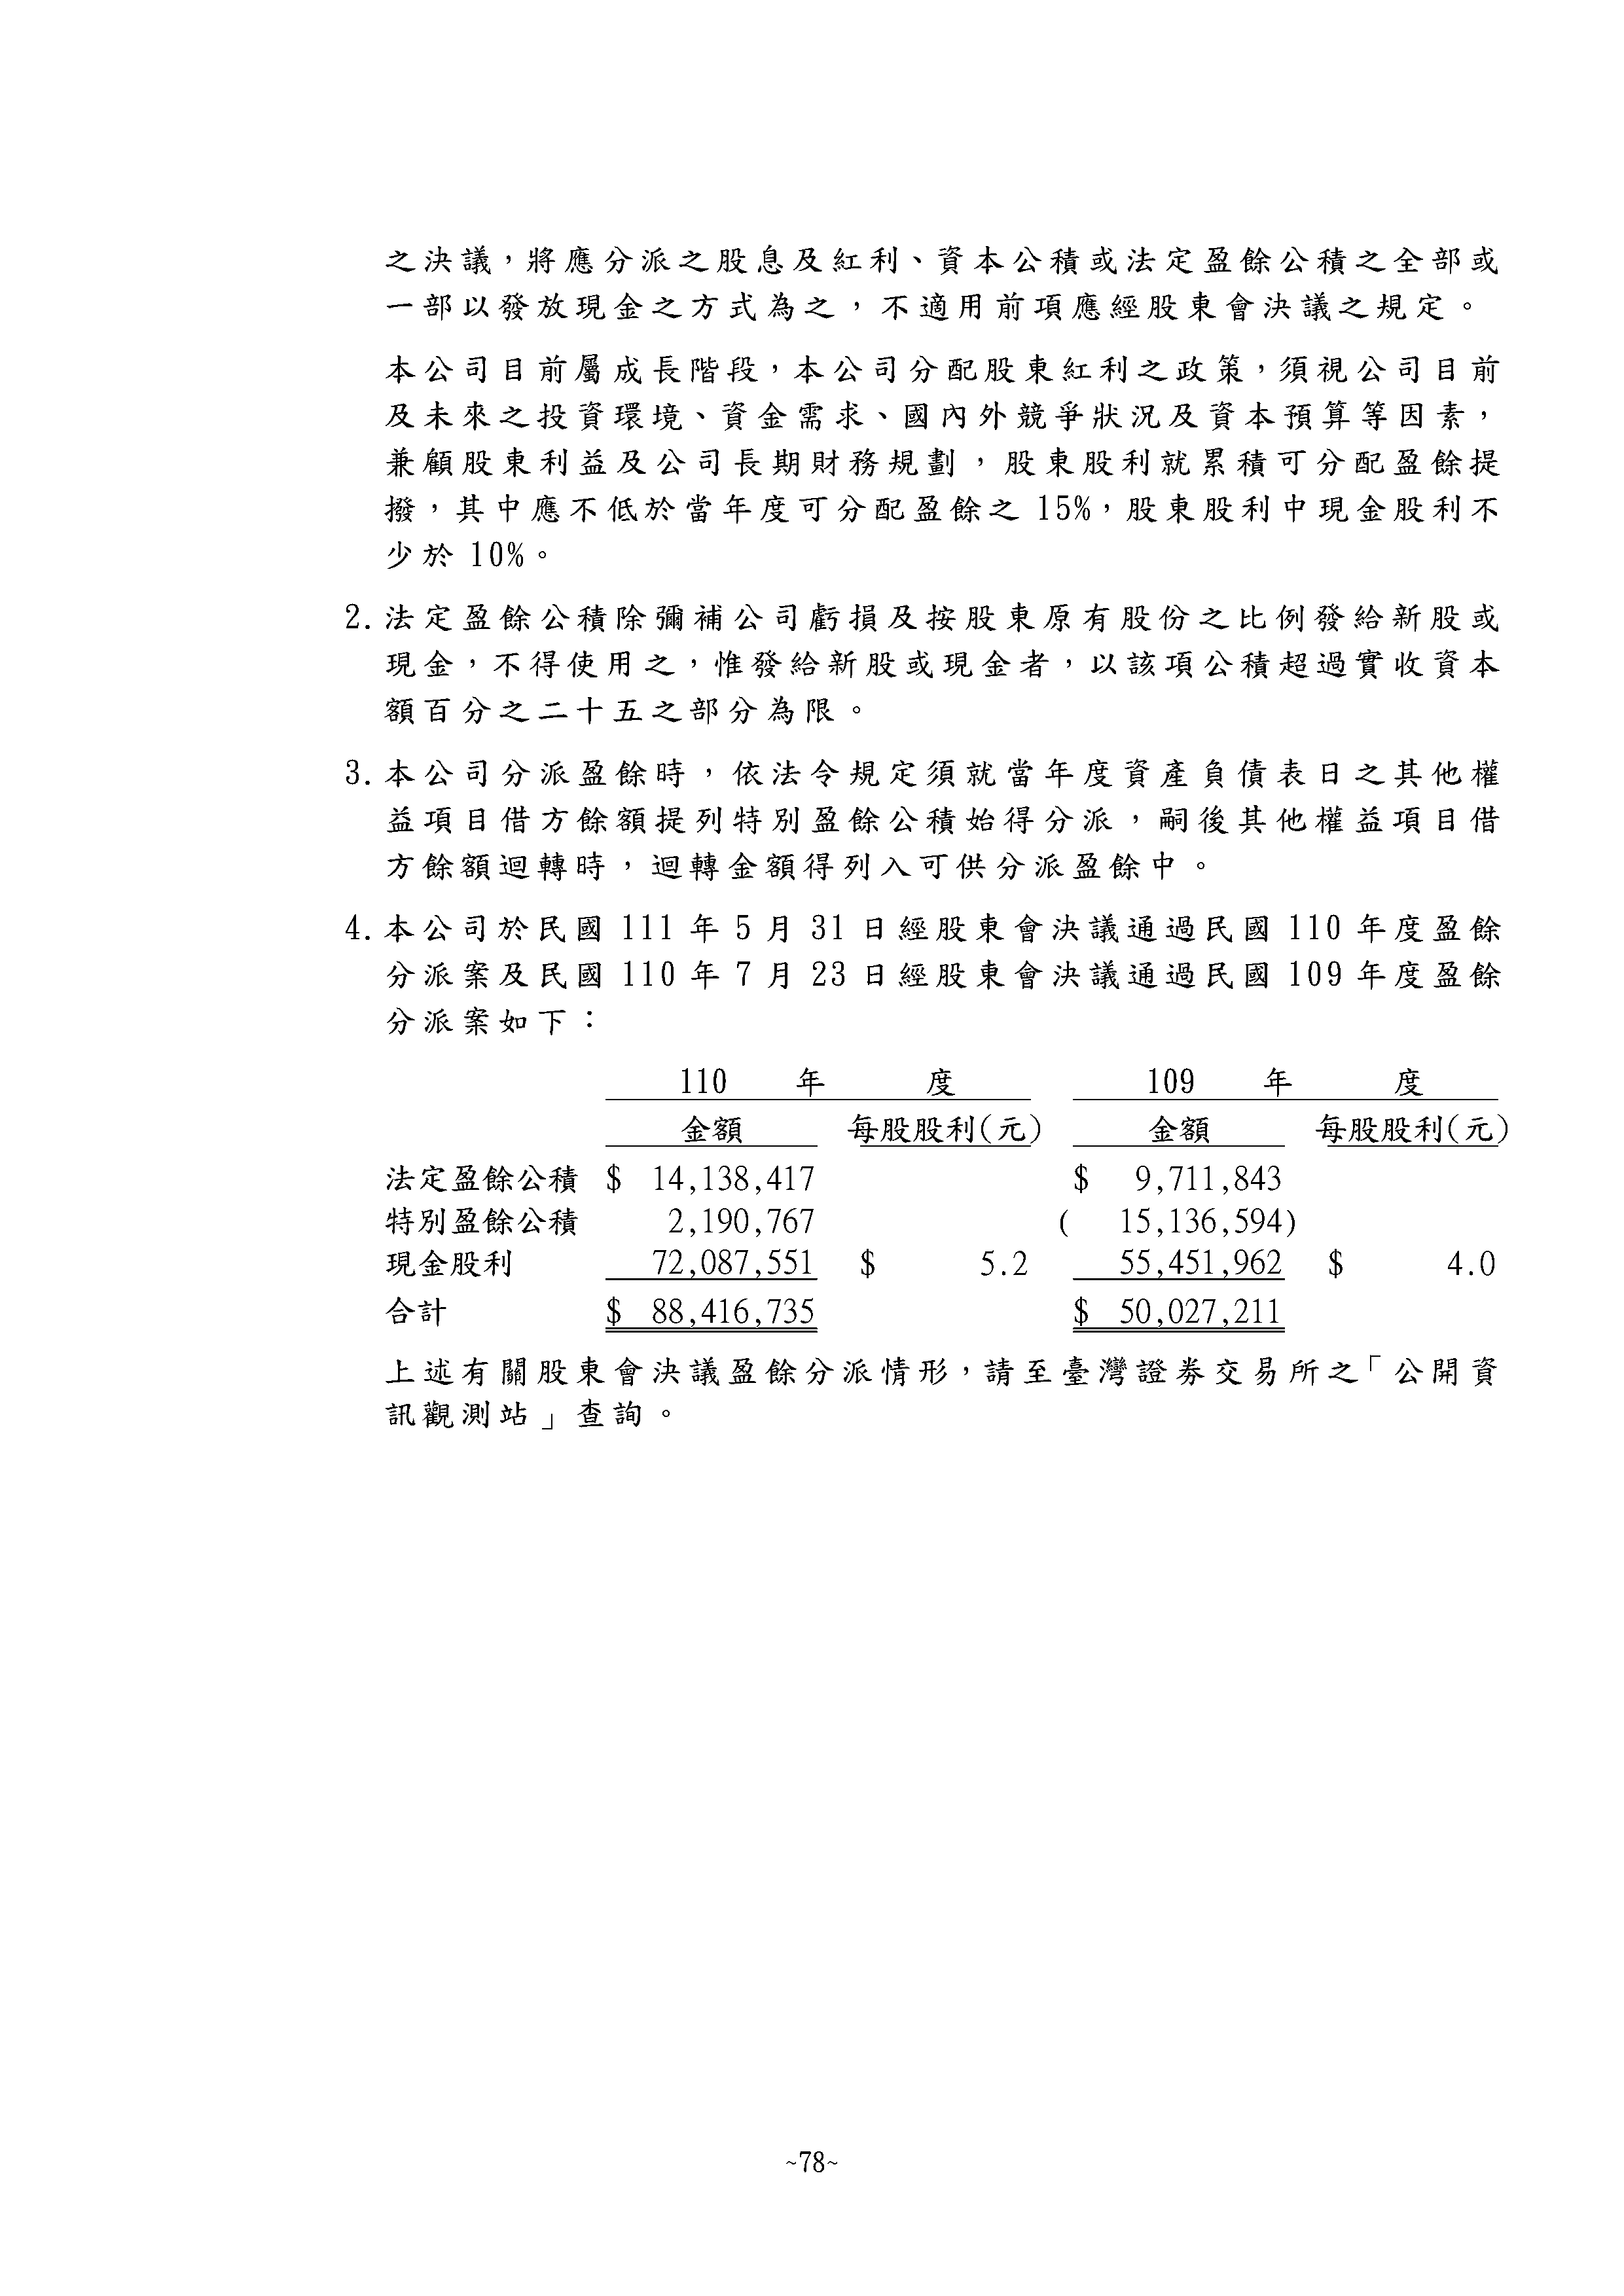 之決議，將應分派之股息及紅利、資本公積或法定盈餘公積之全部或
一部以發放現金之方式為之，不適用前項應經股東會決議之規定。
本公司目前屬成長階段，本公司分配股東紅利之政策，須視公司目前
及未來之投資環境、資金需求、國內外競爭狀況及資本預算等因素，
兼顧股東利益及公司長期財務規劃，股東股利就累積可分配盈餘提
撥，其中應不低於當年度可分配盈餘之 15%，股東股利中現金股利不
少於 10%。
2. 法定盈餘公積除彌補公司虧損及按股東原有股份之比例發給新股或
現金，不得使用之，惟發給新股或現金者，以該項公積超過實收資本
額百分之二十五之部分為限。
3. 本公司分派盈餘時，依法令規定須就當年度資產負債表日之其他權
益項目借方餘額提列特別盈餘公積始得分派，嗣後其他權益項目借
方餘額迴轉時，迴轉金額得列入可供分派盈餘中。
4. 本公司於民國 111 年 5 月 31 日經股東會決議通過民國 110 年度盈餘
分派案及民國 110 年 7 月 23 日經股東會決議通過民國 109 年度盈餘
分派案如下：
110 年 度 109 年 度
金額 每股股利(元) 金額 每股股利(元)
法定盈餘公積 $ 14,138,417 $ 9,711,843
特別盈餘公積 2,190,767 ( 15,136,594)
現金股利 72,087,551 $ 5.2 55,451,962 $ 4.0
合計 $ 88,416,735 $ 50,027,211
上述有關股東會決議盈餘分派情形，請至臺灣證券交易所之「公開資
訊觀測站」查詢。
~78~